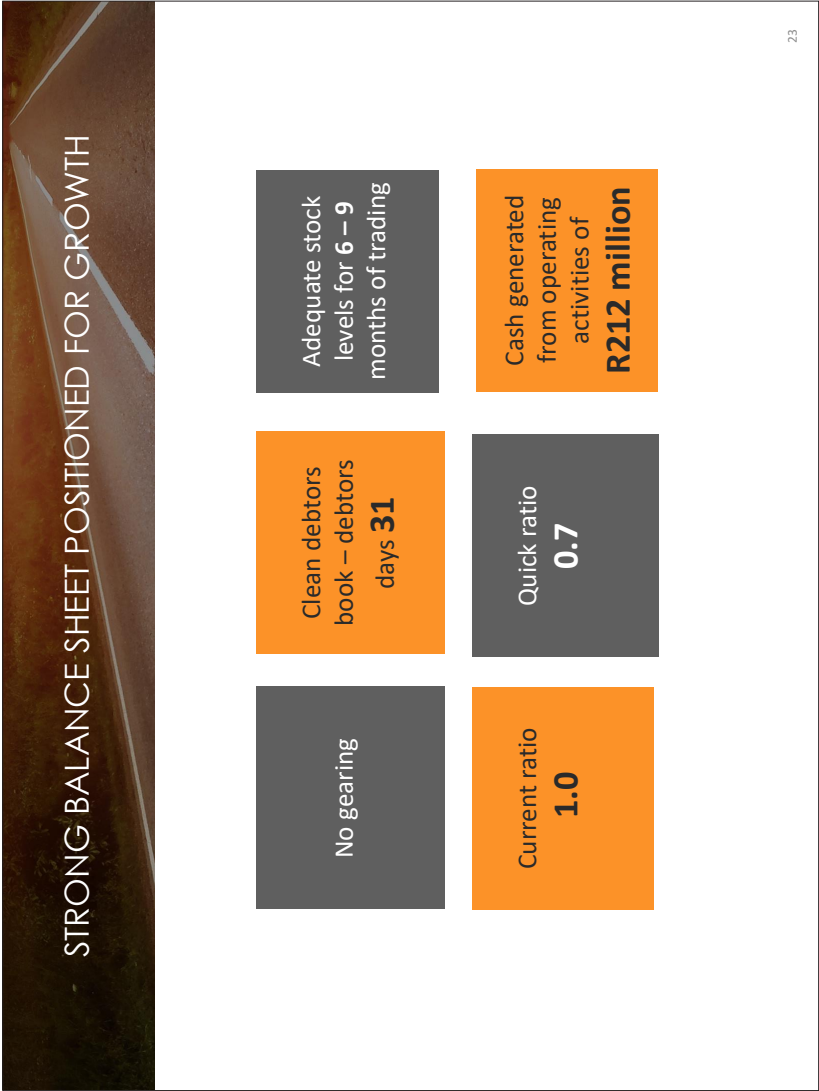 STRONG BALANCE SHEET POSITIONED FOR GROWTH
No gearing
Clean debtors
book – debtors
days 31
Adequate stock
levels for 6 – 9
months of trading
Current ratio
1.0
Quick ratio
0.7
Cash generated
from operating
activities of
R212 million
23